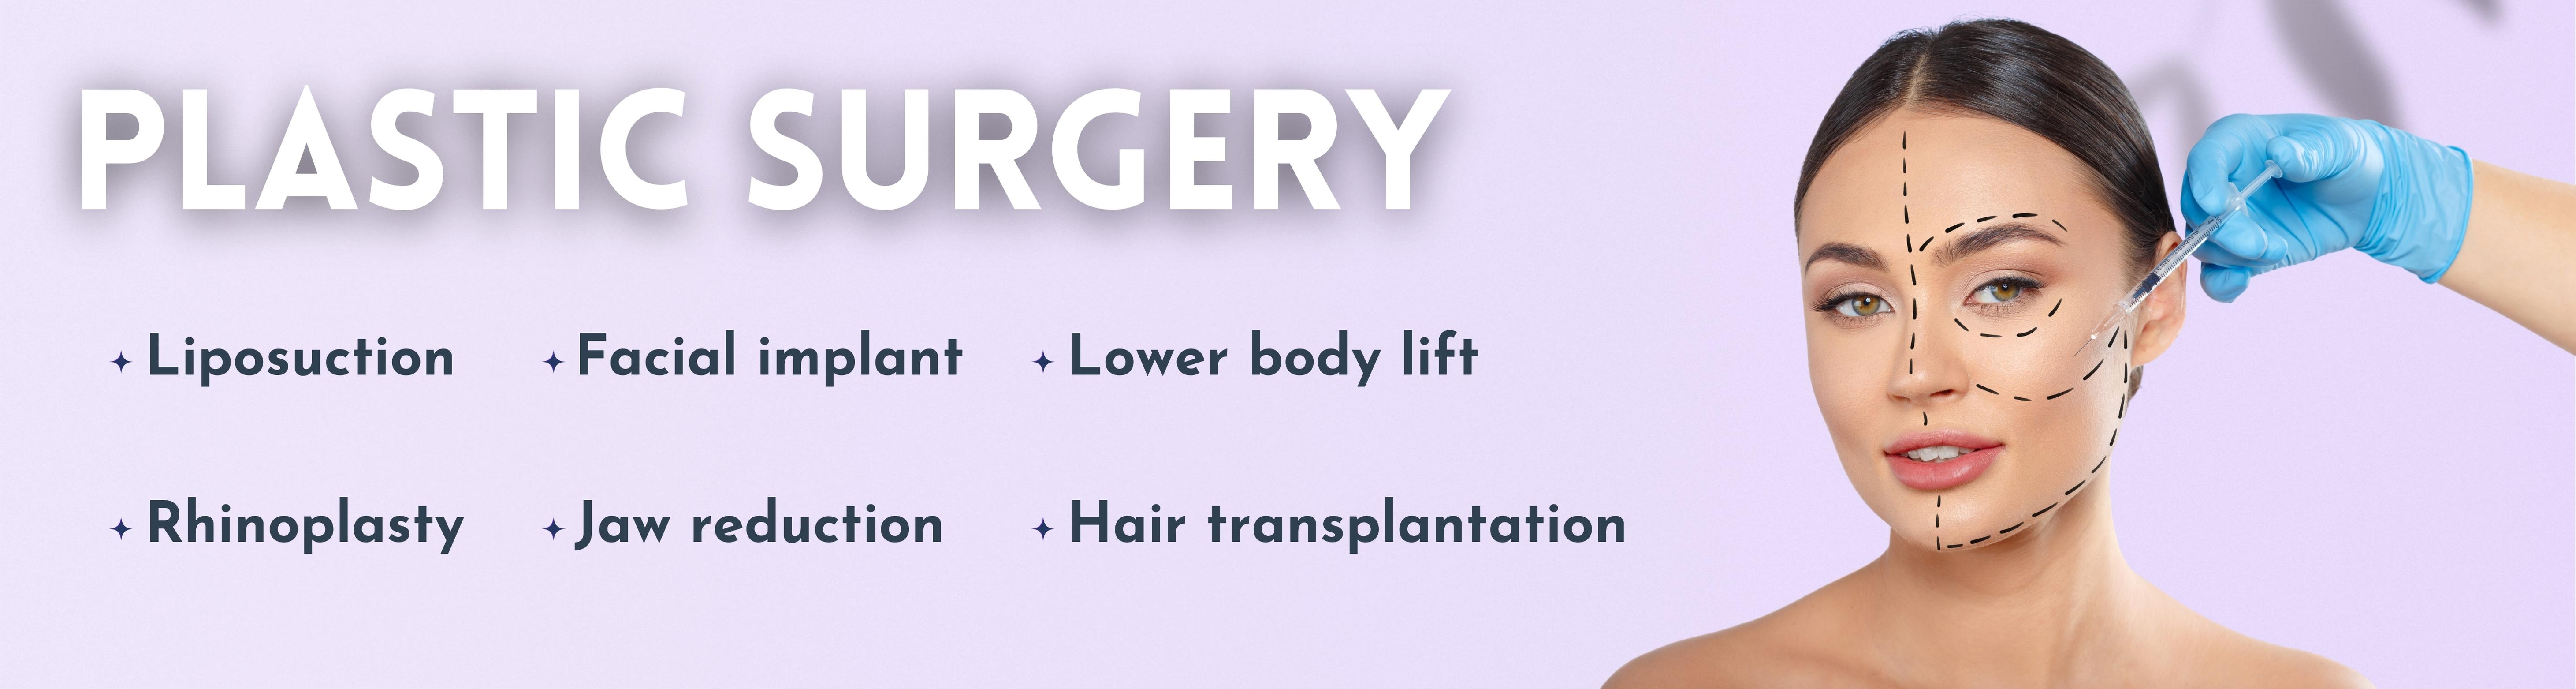 PLASTIC SURGERY
Liposuction
Facial implant
Lower body lift
Rhinoplasty
Jaw reduction
Hair transplantation